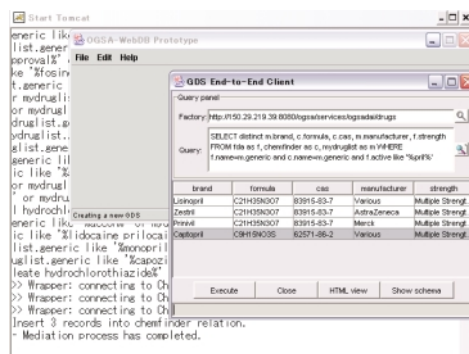 Start Tomcat
eneric lik
list.gener
pproval%'
ke '%fosin
t.generic
r mydrugli
or mydrugl
druglist.g
ydruglist.
glist.gene
generic lil
ic like '%
or mydrugl
' or mydru
l hydrochl
eneric like
ic like '%lidocaine prilocai
list.generic like '%monopril
uglist.generic like '%capozi
leate hydrochlorothiazide%'
>> Wrapper: connecting to Ch
>> Wrapper: connecting to Ch
>> Wrapper: connecting to Ch
Insert 3 records into chemfinder relation.
- Mediation process has completed.
OGSA-WebDB Prototype
File Edit Help
Creating a new GDS
GDS End-to-End Client
Query panel
Factory: http://150.29.219.39:8080/ogsa/services/ogsadai/drugs
Query: SELECT distinct m.brand, c.formula, c.cas, m.manufacturer, f.strength
FROM fda as f, chemfinder as c, mydruglist as m WHERE
f.name=m.generic and c.name=m.generic and f.active like '%pril%'
brand formula cas manufacturer strength
Lisinopril C21H35N3O7 83915-83-7 Various Multiple Strengt.
Zestril C21H35N3O7 83915-83-7 AstraZeneca Multiple Strengt.
Prinivil C21H35N3O7 83915-83-7 Merck Multiple Strengt.
Captopril C9H15NO3S 62571-86-2 Various Multiple Strengt.
Execute Close HTML view Show schema